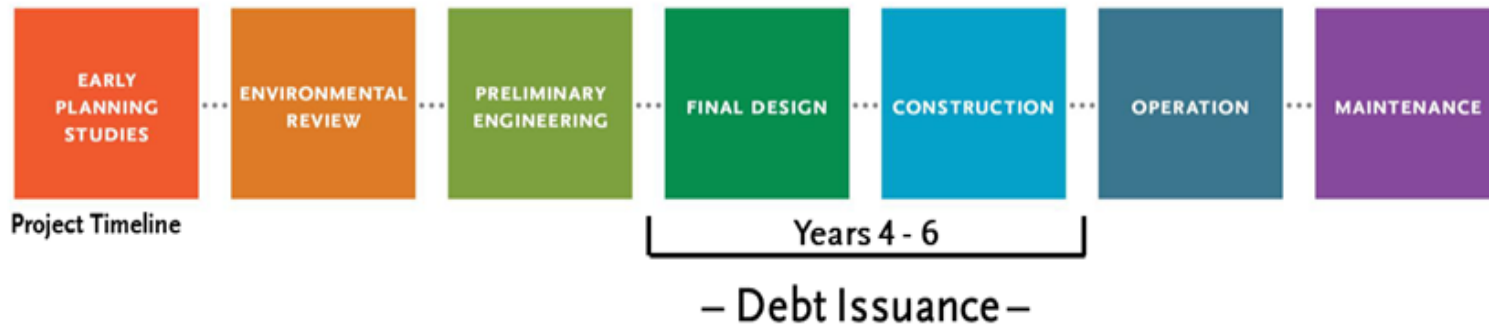 EARLY
PLANNING
STUDIES
ENVIRONMENTAL
REVIEW
PRELIMINARY
ENGINEERING
FINAL DESIGN
CONSTRUCTION
OPERATION
MAINTENANCE
Project Timeline
Years 4 - 6
– Debt Issuance –